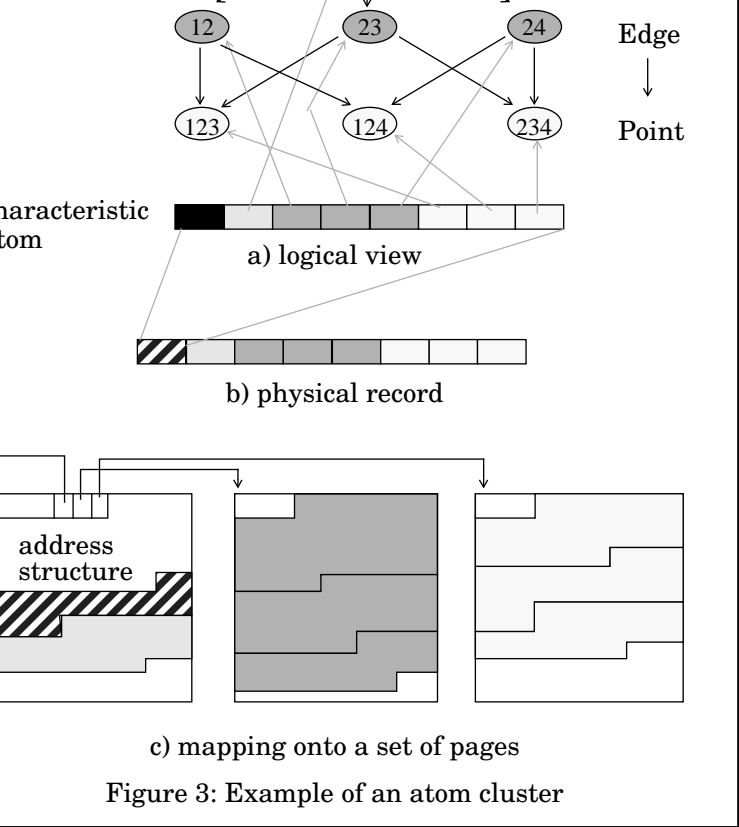 12 23 24 Edge
123 124 234 Point
haracteristic
tom
a) logical view
b) physical record
address
structure
c) mapping onto a set of pages
Figure 3: Example of an atom cluster